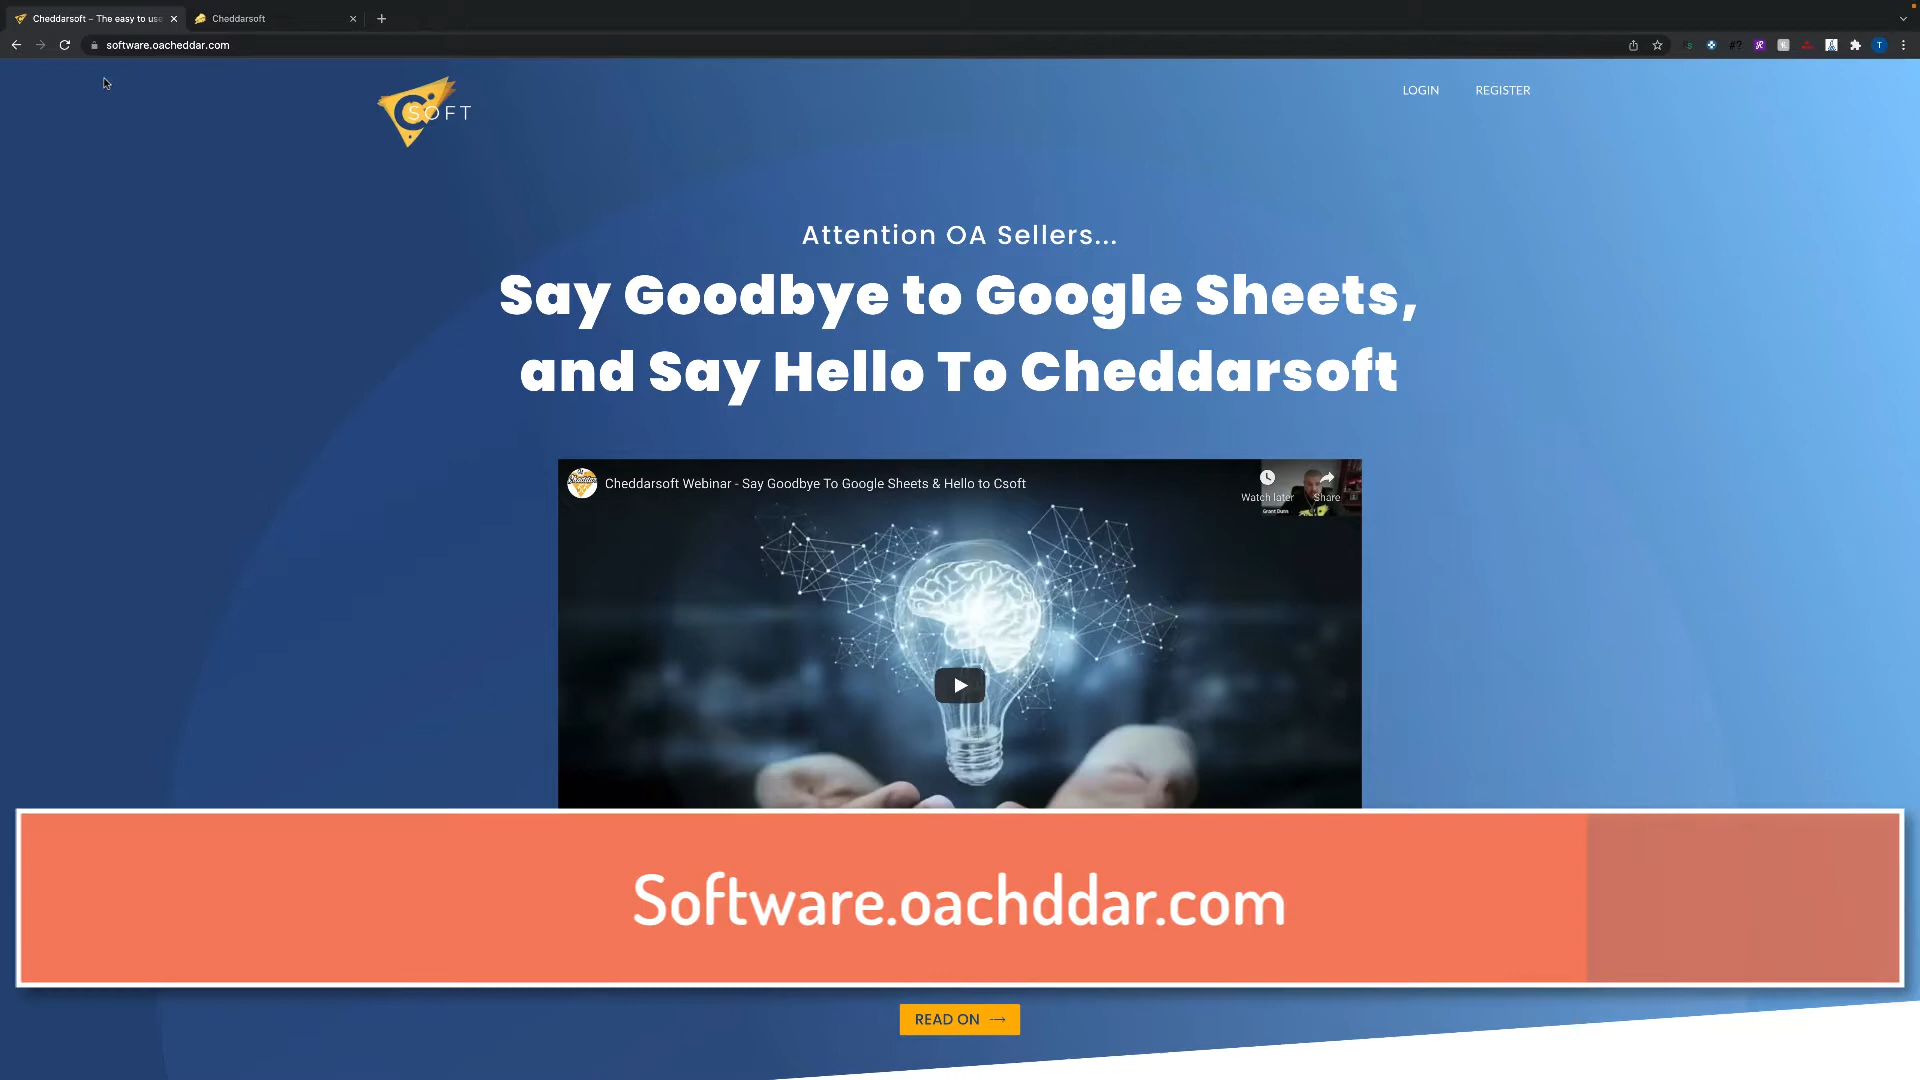 Cheddarsoft – The easy to use
Cheddarsoft
software.oacheddar.com
SOFT
LOGIN
REGISTER
Attention OA Sellers...
Say Goodbye to Google Sheets,
and Say Hello To Cheddarsoft
Cheddarsoft Webinar - Say Goodbye To Google Sheets & Hello to Csoft
Watch later
Share
Grant Dunn
Software.oachddar.com
READ ON